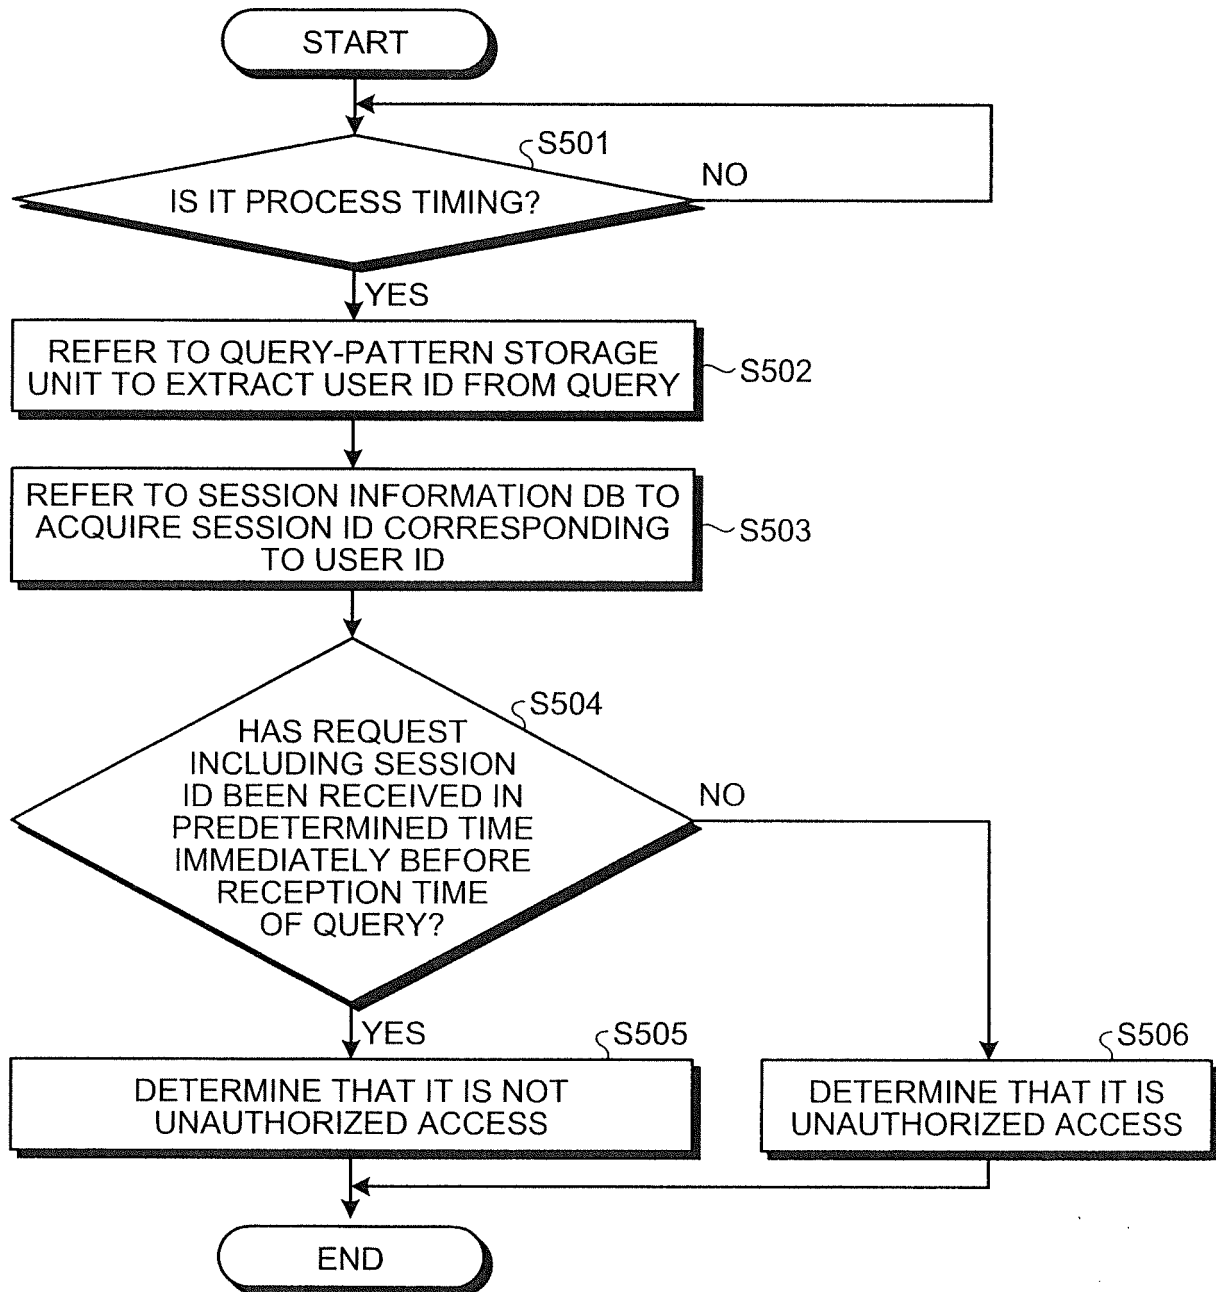 START
S501
IS IT PROCESS TIMING?
NO
YES
REFER TO QUERY-PATTERN STORAGE
UNIT TO EXTRACT USER ID FROM QUERY
S502
REFER TO SESSION INFORMATION DB TO
ACQUIRE SESSION ID CORRESPONDING
TO USER ID
S503
S504
HAS REQUEST
INCLUDING SESSION
ID BEEN RECEIVED IN
PREDETERMINED TIME
IMMEDIATELY BEFORE
RECEPTION TIME
OF QUERY?
NO
YES
S505
DETERMINE THAT IT IS NOT
UNAUTHORIZED ACCESS
S506
DETERMINE THAT IT IS
UNAUTHORIZED ACCESS
END